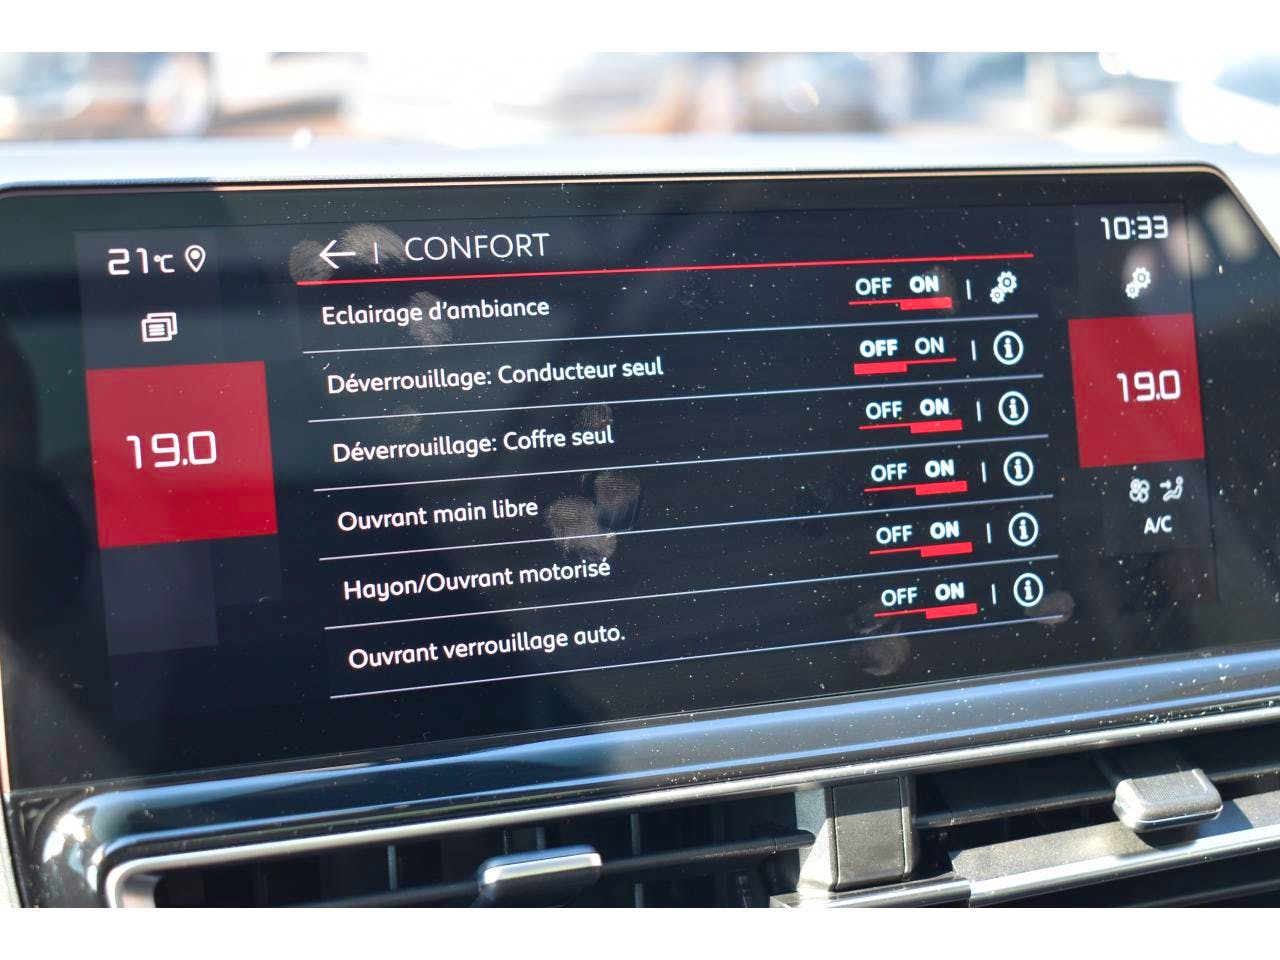 21°C
← | CONFORT
10:33
Eclairage d'ambiance OFF ON |
Déverrouillage: Conducteur seul OFF ON | i
Déverrouillage: Coffre seul OFF ON | i
Ouvrant main libre OFF ON | i
Hayon/Ouvrant motorisé OFF ON | i
Ouvrant verrouillage auto. OFF ON | i
19.0
19.0
A/C